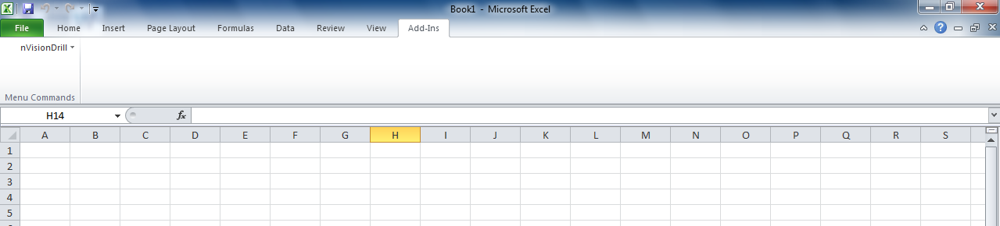 Book1 - Microsoft Excel
File Home Insert Page Layout Formulas Data Review View Add-Ins
nVisionDrill
Menu Commands
H14 fx
A B C D E F G H I J K L M N O P Q R S
1
2
3
4
5